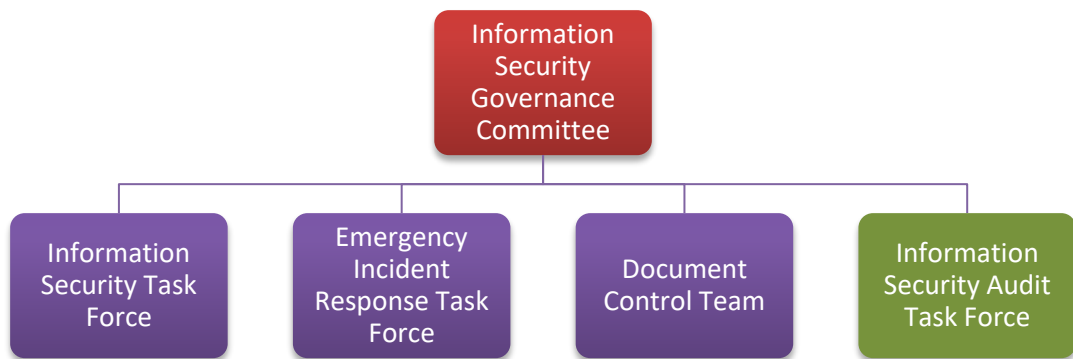 Information
Security
Governance
Committee
Information
Security Task
Force
Emergency
Incident
Response Task
Force
Document
Control Team
Information
Security Audit
Task Force